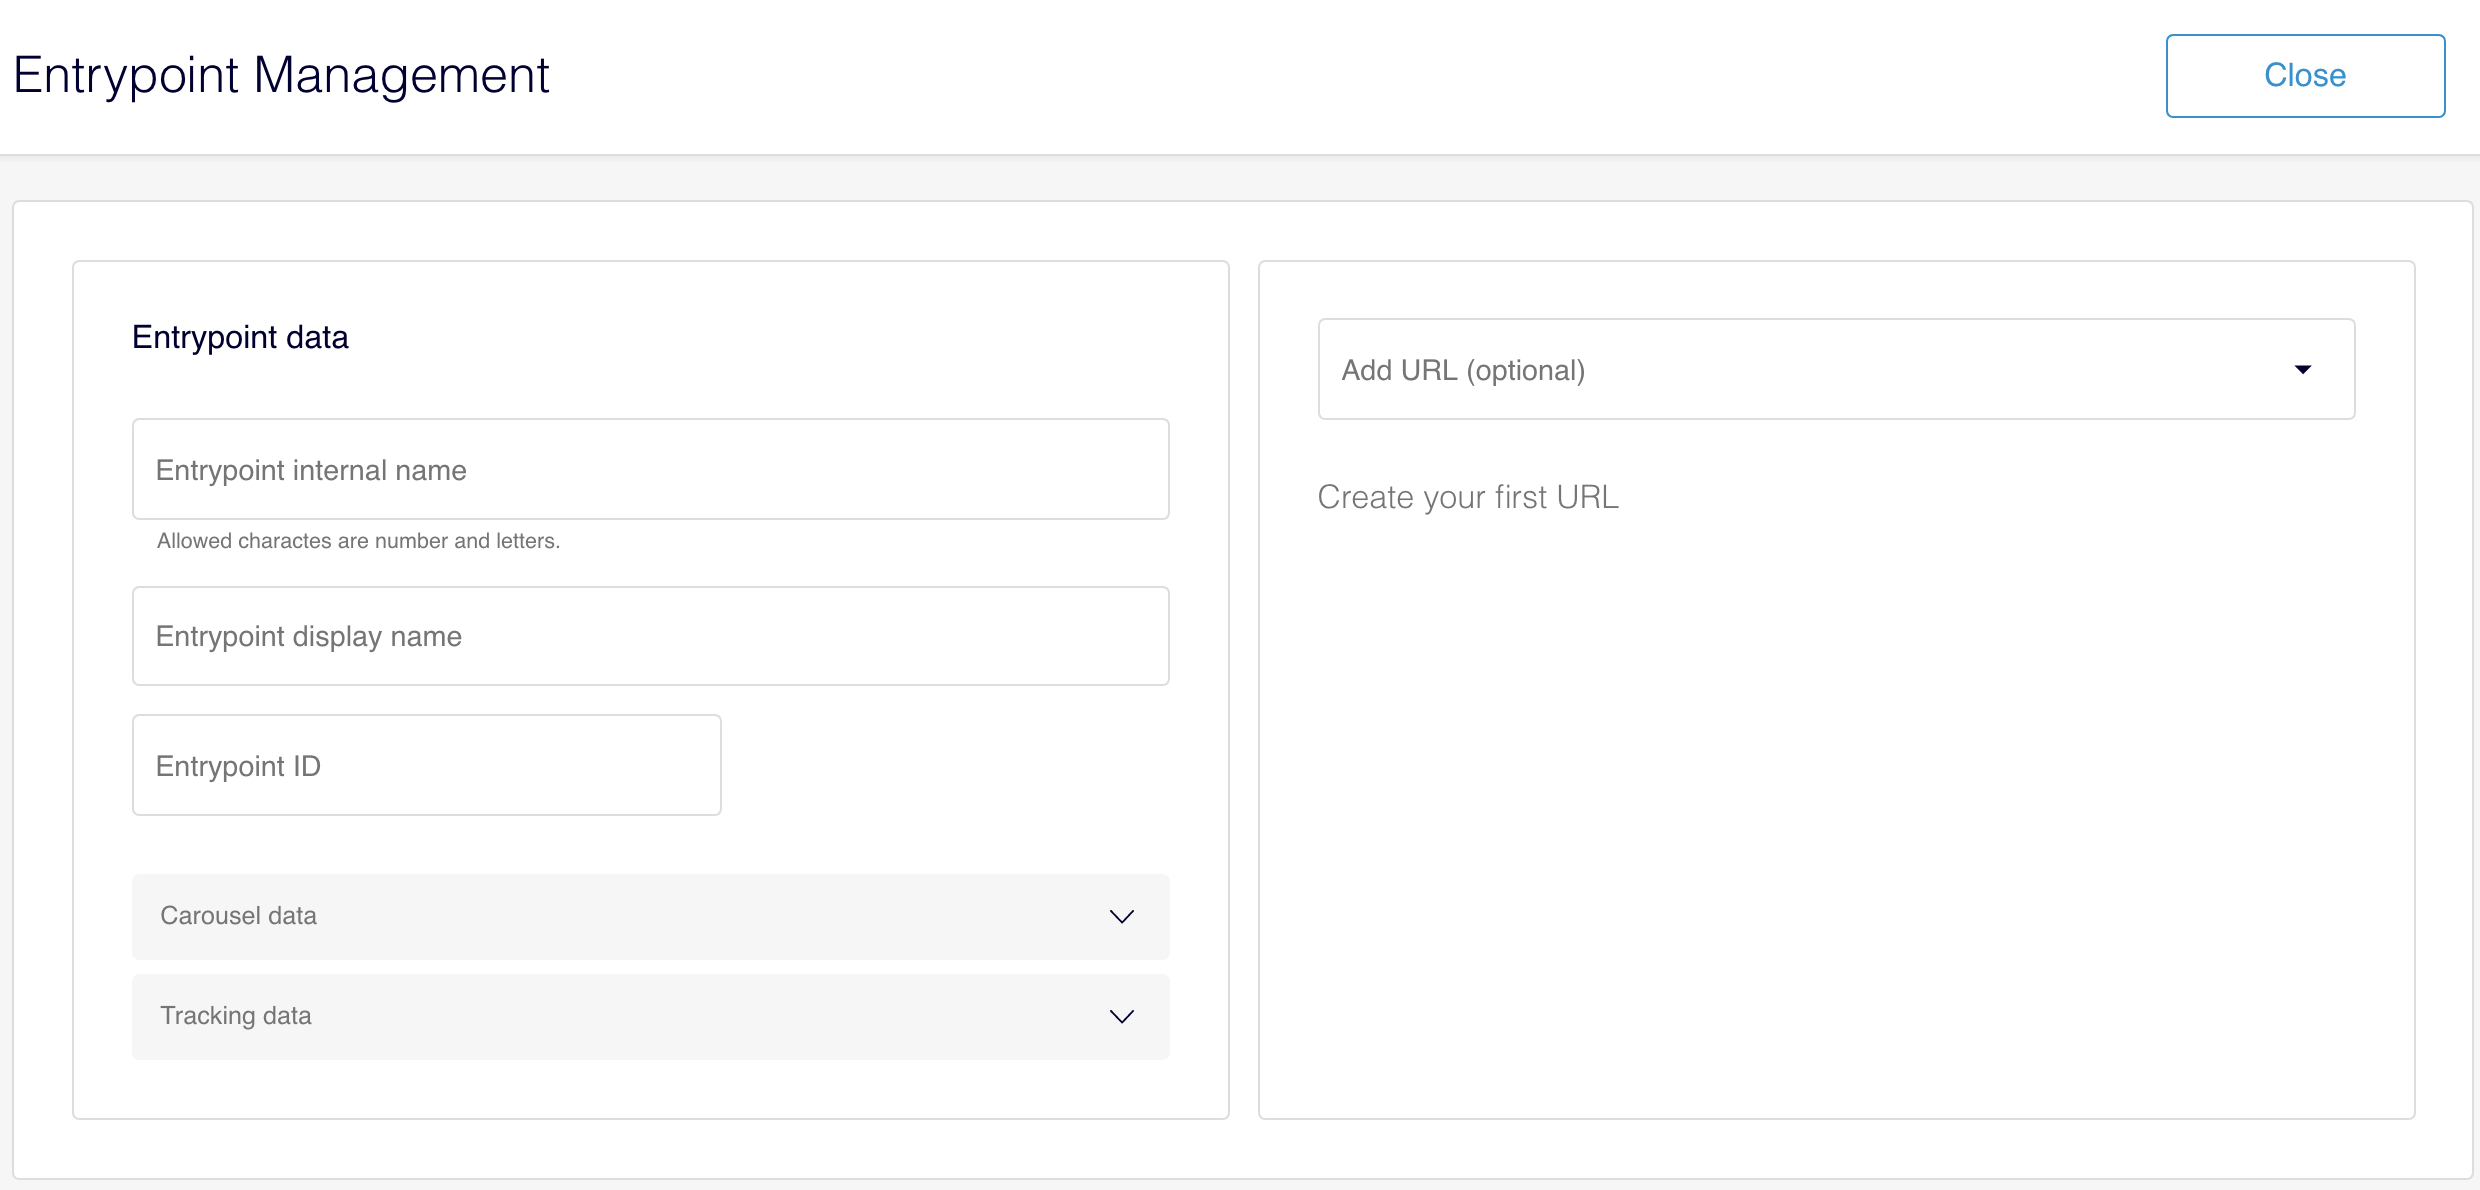 Entrypoint Management
Close
Entrypoint data
Entrypoint internal name
Allowed charactes are number and letters.
Entrypoint display name
Entrypoint ID
Carousel data
Tracking data
Add URL (optional)
Create your first URL